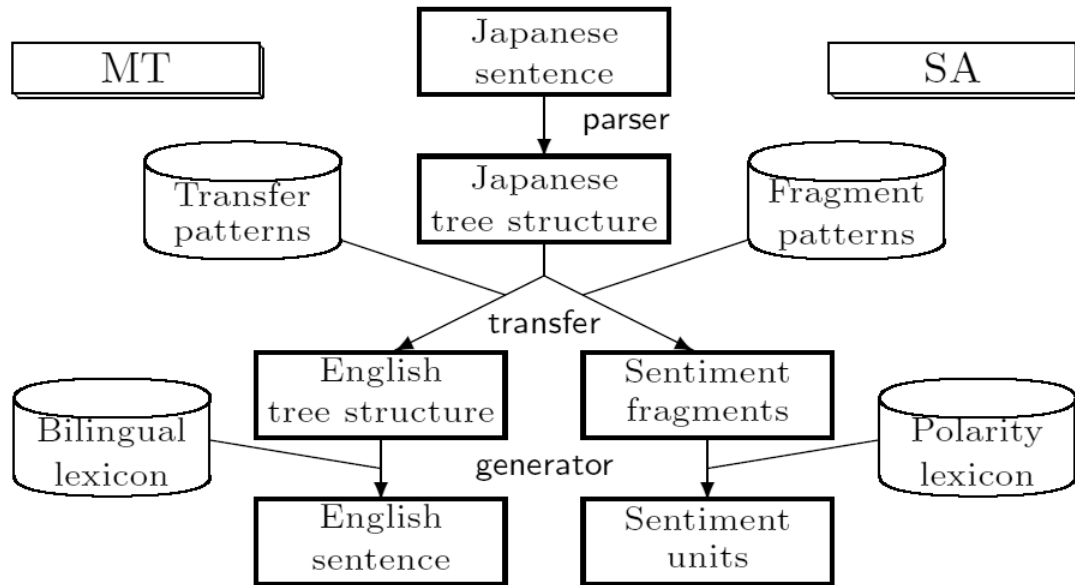 MT
Japanese
sentence
SA
parser
Transfer
patterns
Japanese
tree structure
Fragment
patterns
transfer
English
tree structure
Sentiment
fragments
Bilingual
lexicon
generator
Polarity
lexicon
English
sentence
Sentiment
units